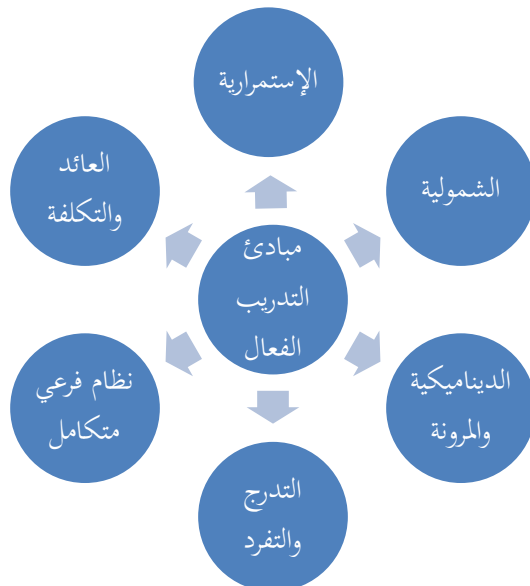 الإستمرارية
الشمولية
الديناميكية
والمرونة
التدرج
والتفرد
نظام فرعي
متكامل
العائد
والتكلفة
مبادئ
التدريب
الفعال